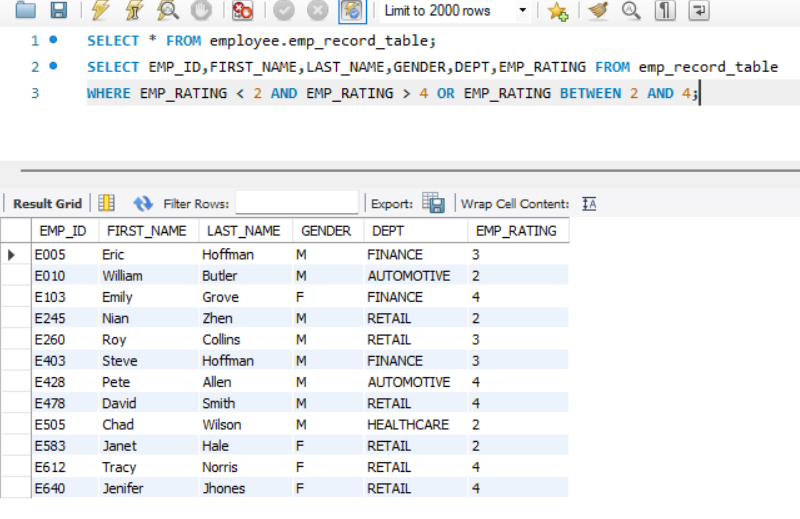 Limit to 2000 rows
1 SELECT * FROM employee.emp_record_table;
2 SELECT EMP_ID,FIRST_NAME,LAST_NAME,GENDER,DEPT,EMP_RATING FROM emp_record_table
3 WHERE EMP_RATING < 2 AND EMP_RATING > 4 OR EMP_RATING BETWEEN 2 AND 4;
Result Grid Filter Rows: Export: Wrap Cell Content:
EMP_ID FIRST_NAME LAST_NAME GENDER DEPT EMP_RATING
E005 Eric Hoffman M FINANCE 3
E010 William Butler M AUTOMOTIVE 2
E103 Emily Grove F FINANCE 4
E245 Nian Zhen M RETAIL 2
E260 Roy Collins M RETAIL 3
E403 Steve Hoffman M FINANCE 3
E428 Pete Allen M AUTOMOTIVE 4
E478 David Smith M RETAIL 4
E505 Chad Wilson M HEALTHCARE 2
E583 Janet Hale F RETAIL 2
E612 Tracy Norris F RETAIL 4
E640 Jenifer Jhones F RETAIL 4